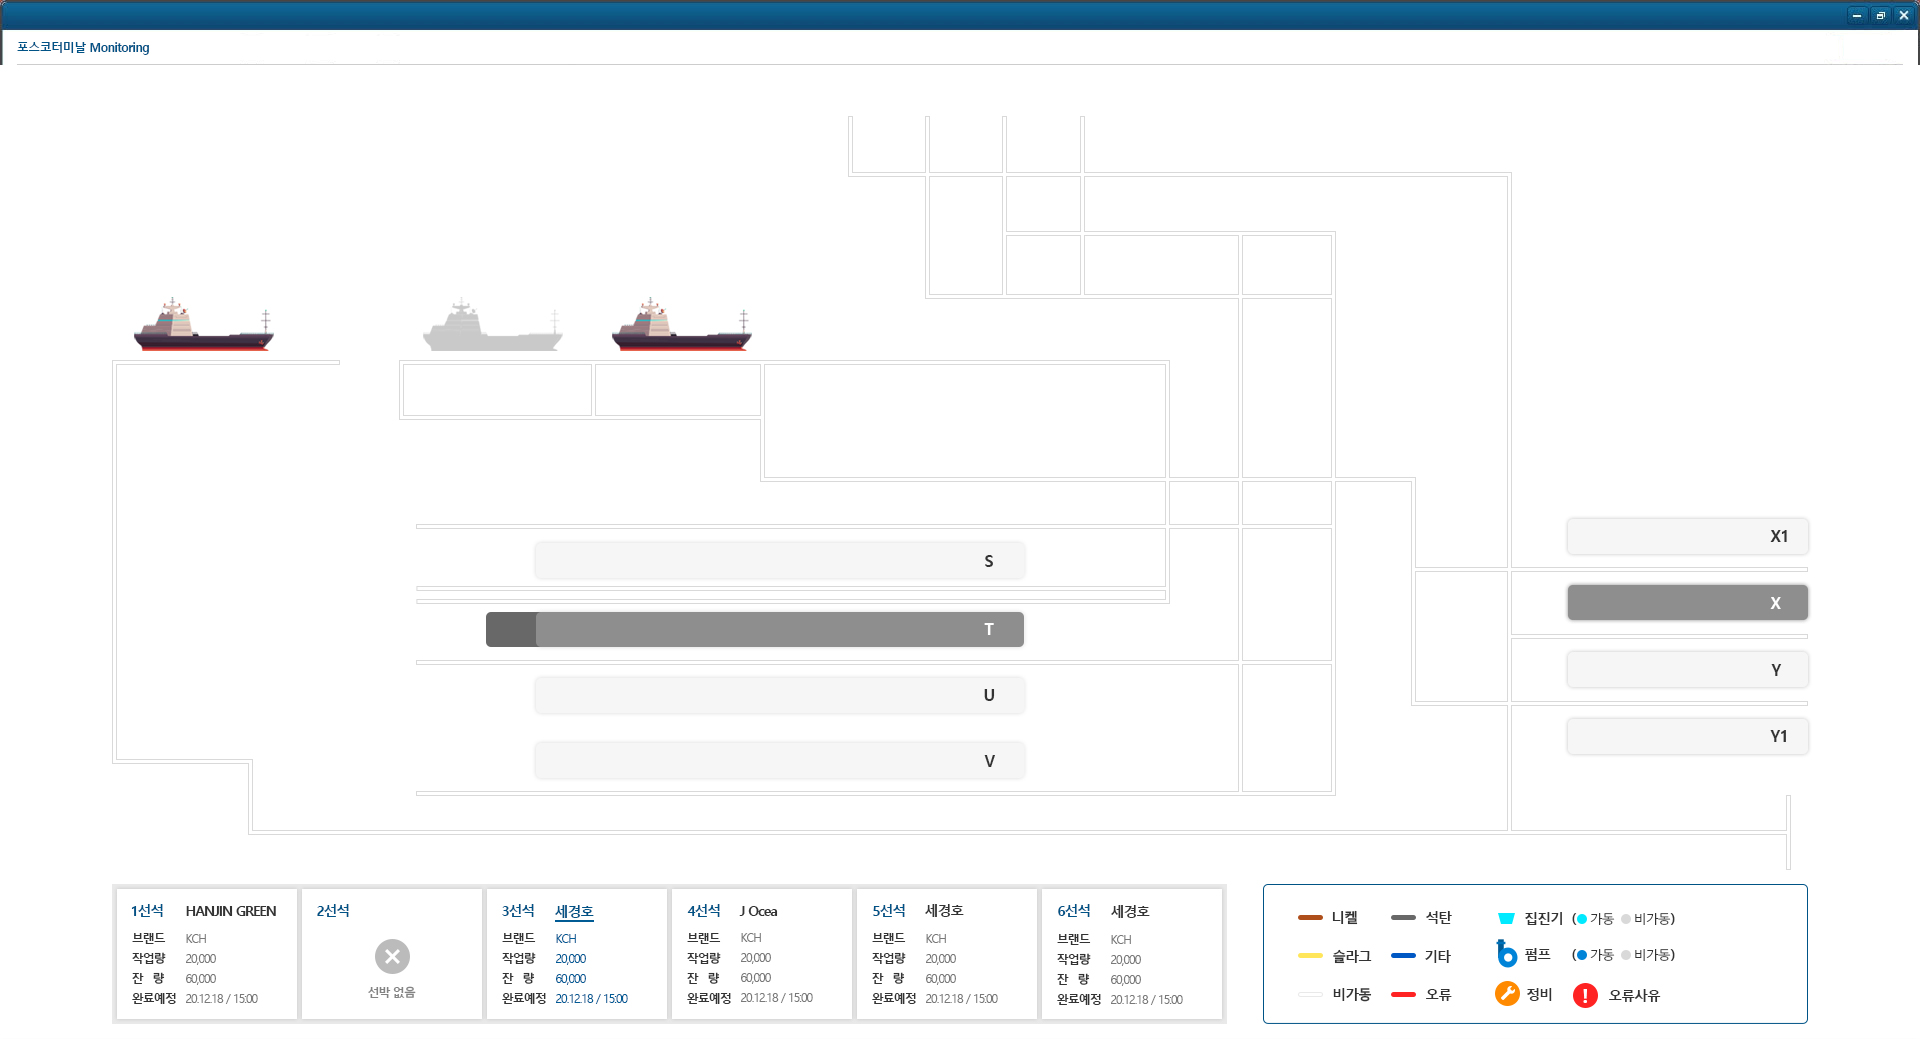 포스코터미날 Monitoring
X1
S
X
T
Y
U
Y1
V
1선석 HANJIN GREEN
브랜드 KCH
작업량 20,000
잔 량 60,000
완료예정 20.12.18 / 15:00
2선석
선박 없음
3선석 세경호
브랜드 KCH
작업량 20,000
잔 량 60,000
완료예정 20.12.18 / 15:00
4선석 J Ocea
브랜드 KCH
작업량 20,000
잔 량 60,000
완료예정 20.12.18 / 15:00
5선석 세경호
브랜드 KCH
작업량 20,000
잔 량 60,000
완료예정 20.12.18 / 15:00
6선석 세경호
브랜드 KCH
작업량 20,000
잔 량 60,000
완료예정 20.12.18 / 15:00
니켈 석탄 집진기 (가동 비가동)
슬라그 기타 펌프 (가동 비가동)
비가동 오류 정비 오류사유